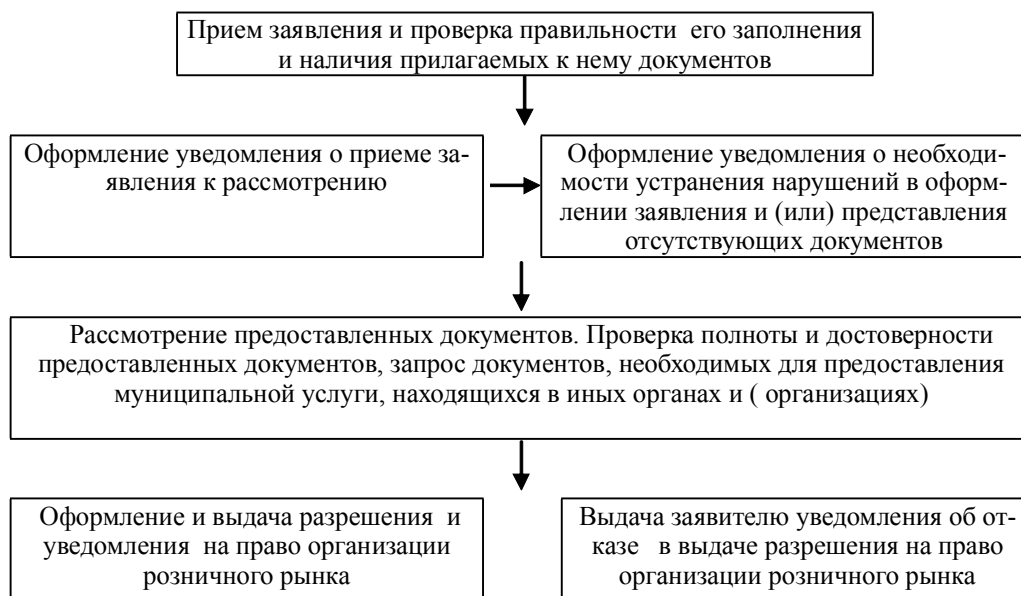 Прием заявления и проверка правильности его заполнения
и наличия прилагаемых к нему документов
Оформление уведомления о приеме за-
явления к рассмотрению
Оформление уведомления о необходи-
мости устранения нарушений в оформ-
лении заявления и (или) представления
отсутствующих документов
Рассмотрение предоставленных документов. Проверка полноты и достоверности
предоставленных документов, запрос документов, необходимых для предоставления
муниципальной услуги, находящихся в иных органах и ( организациях)
Оформление и выдача разрешения и
уведомления на право организации
розничного рынка
Выдача заявителю уведомления об от-
казе в выдаче разрешения на право
организации розничного рынка